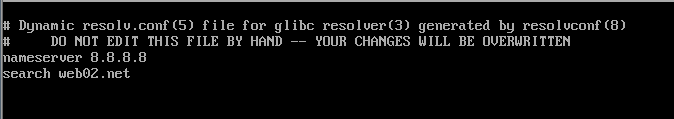 # Dynamic resolv.conf(5) file for glibc resolver(3) generated by resolvconf(8)
#     DO NOT EDIT THIS FILE BY HAND -- YOUR CHANGES WILL BE OVERWRITTEN
nameserver 8.8.8.8
search web02.net